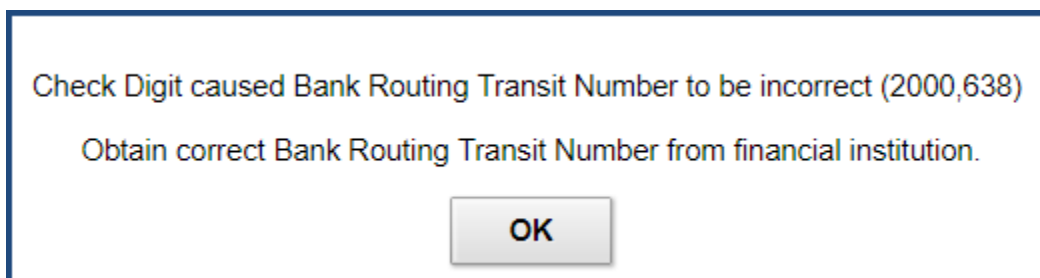 Check Digit caused Bank Routing Transit Number to be incorrect (2000,638)
Obtain correct Bank Routing Transit Number from financial institution.
OK